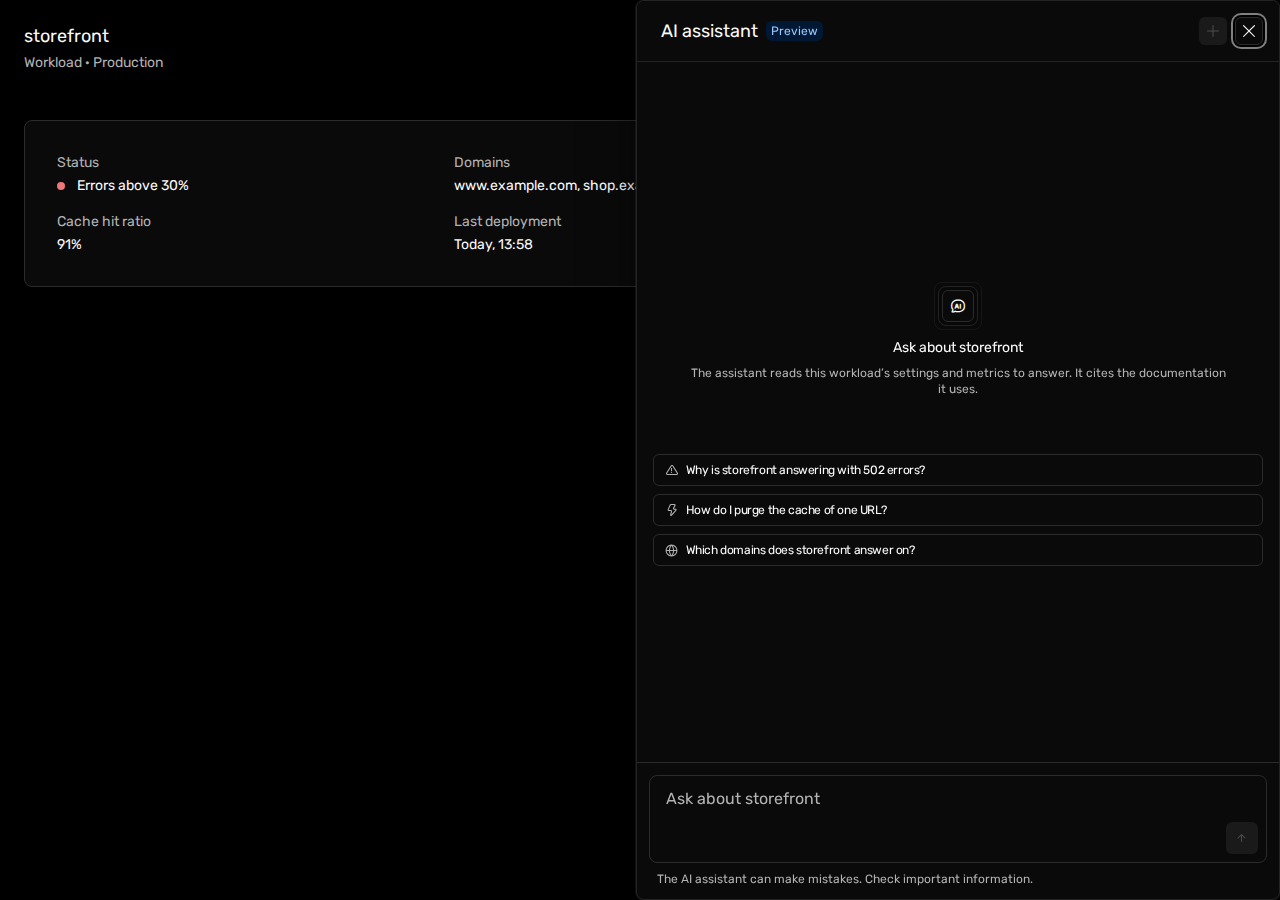 storefront
Workload • Production
Status
Errors above 30%
Domains
www.example.com, shop.ex
Cache hit ratio
91%
Last deployment
Today, 13:58
AI assistant
Preview
AI
Ask about storefront
The assistant reads this workload's settings and metrics to answer. It cites the documentation
it uses.
Why is storefront answering with 502 errors?
How do I purge the cache of one URL?
Which domains does storefront answer on?
Ask about storefront
The AI assistant can make mistakes. Check important information.